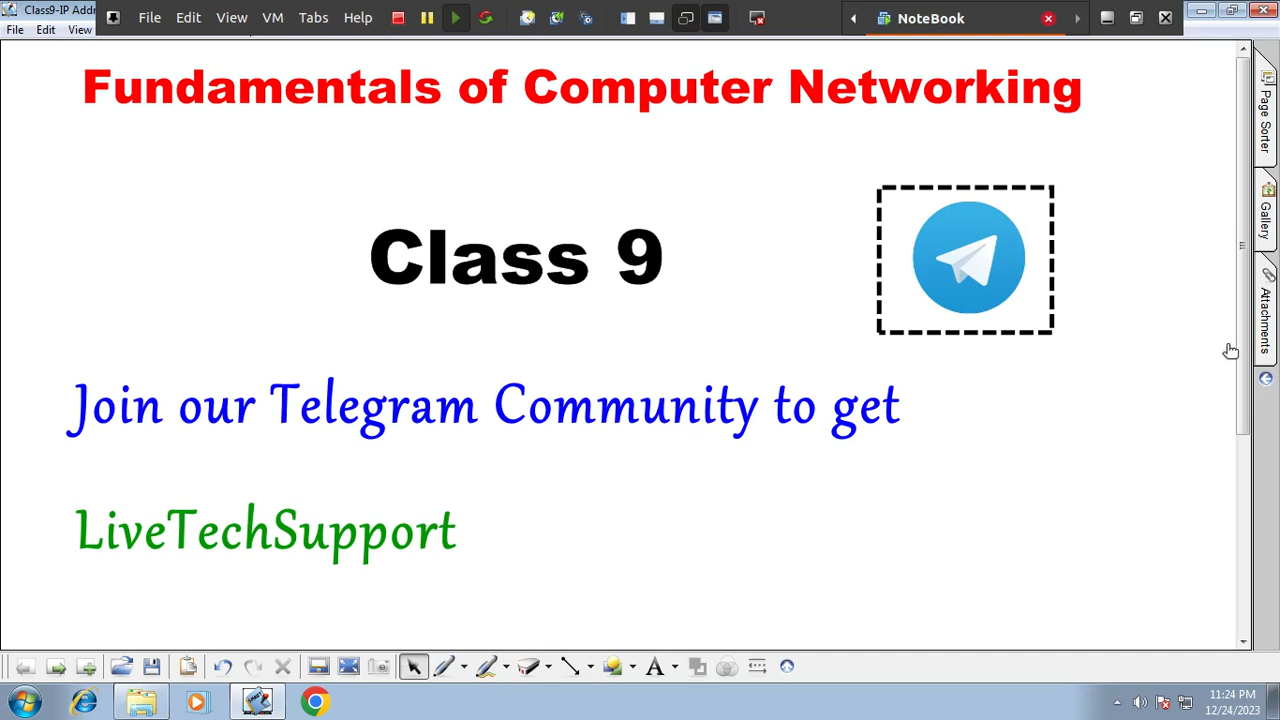 Class9-IP Addr
File Edit View VM Tabs Help
NoteBook
File Edit View
Fundamentals of Computer Networking
Class 9
Join our Telegram Community to get
LiveTechSupport
Page Sorter
Gallery
Attachments
A
11:24 PM
12/24/2023